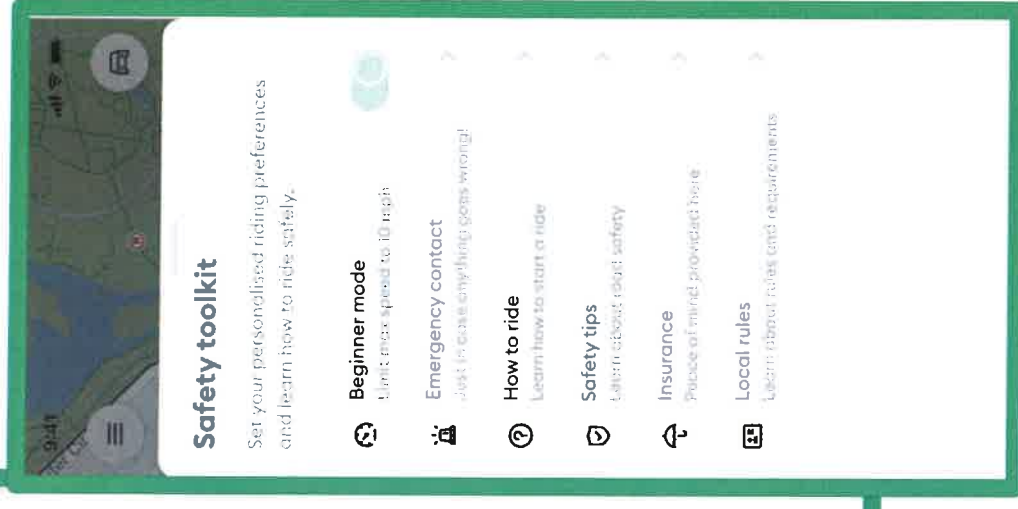 9:41
Safety toolkit
Set your personalised riding preferences
and learn how to ride safely.
Beginner mode
Limit max speed to 10 mph
Emergency contact
Just in case anything goes wrong!
How to ride
Learn how to start a ride
Safety tips
Learn about road safety
Insurance
Peace of mind provided here
Local rules
Learn about rules and requirements